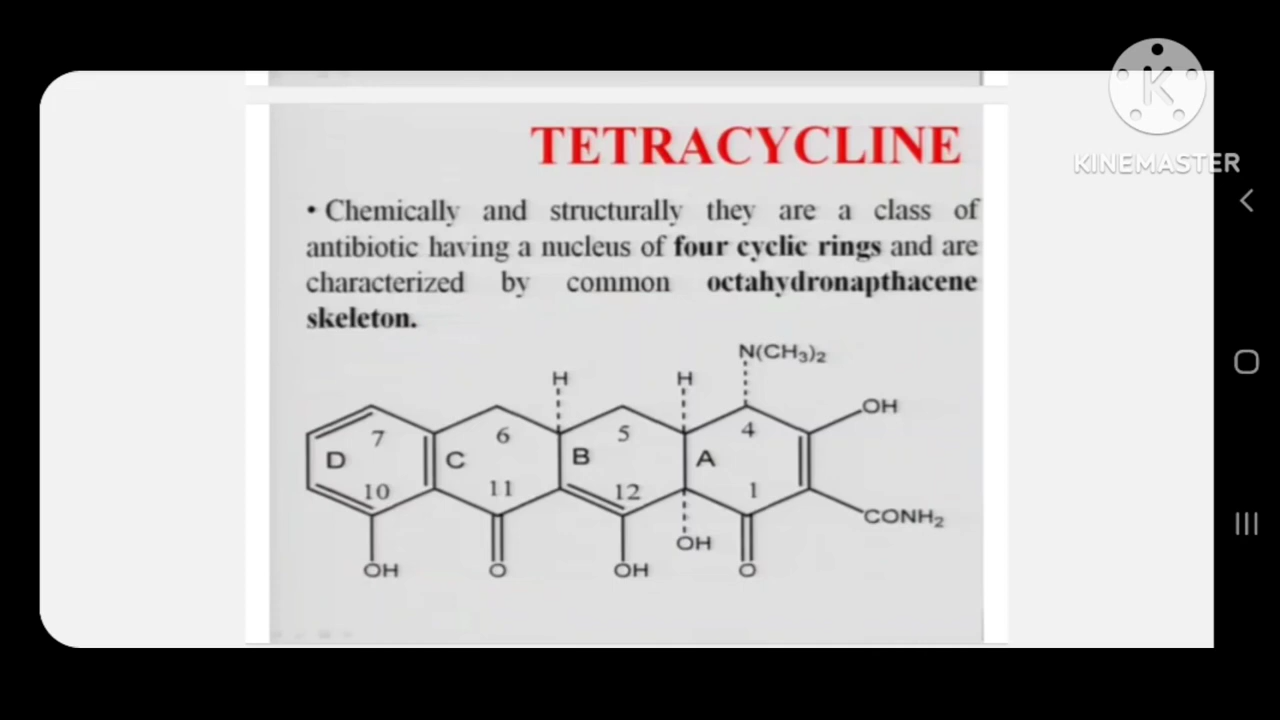 K
KINEMASTER
TETRACYCLINE
• Chemically and structurally they are a class of
antibiotic having a nucleus of four cyclic rings and are
characterized by common octahydronapthacene
skeleton.
N(CH₃)₂
H H
OH
7 6 5 4
D C B A
10 11 12 1
CONH₂
OH
OH O OH O